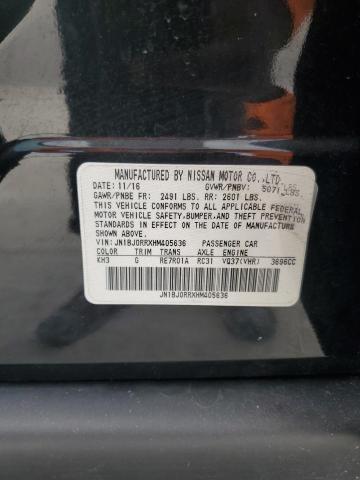 MANUFACTURED BY NISSAN MOTOR CO.,LTD.
DATE: 11/16 GVWR/PNBV: 5071 LBS
GAWR/PNBE FR: 2491 LBS. RR: 2601 LBS.
THIS VEHICLE CONFORMS TO ALL APPLICABLE FEDERAL
MOTOR VEHICLE SAFETY,BUMPER,AND THEFT PREVENTION
STANDARDS IN EFFECT ON THE DATE OF MANUFACTURE
SHOWN ABOVE.
VIN: JN1BJ0RRXHM405636 PASSENGER CAR
COLOR TRIM TRANS AXLE ENGINE
KH3 G RE7R01A RC31 VQ37(VHR) 3696CC
JN1BJ0RRXHM405636